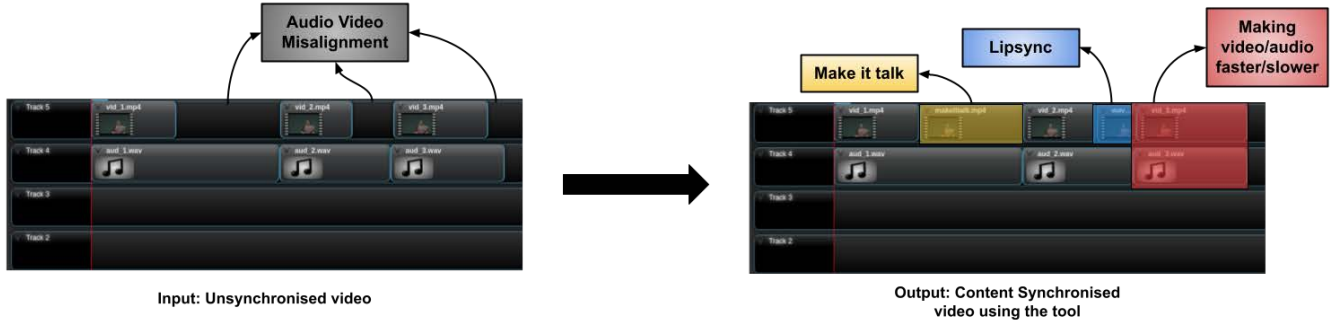 Audio Video
Misalignment
Track 5
vid_1.mp4
vid_2.mp4
vid_3.mp4
Track 4
aud_1.wav
aud_2.wav
aud_3.wav
Track 3
Track 2
Input: Unsynchronised video
Make it talk
Lipsync
Making
video/audio
faster/slower
Track 5
vid_1.mp4
makeittalk.mp4
vid_2.mp4
wav...
vid_3.mp4
Track 4
aud_1.wav
aud_2.wav
aud_3.wav
Track 3
Track 2
Output: Content Synchronised
video using the tool